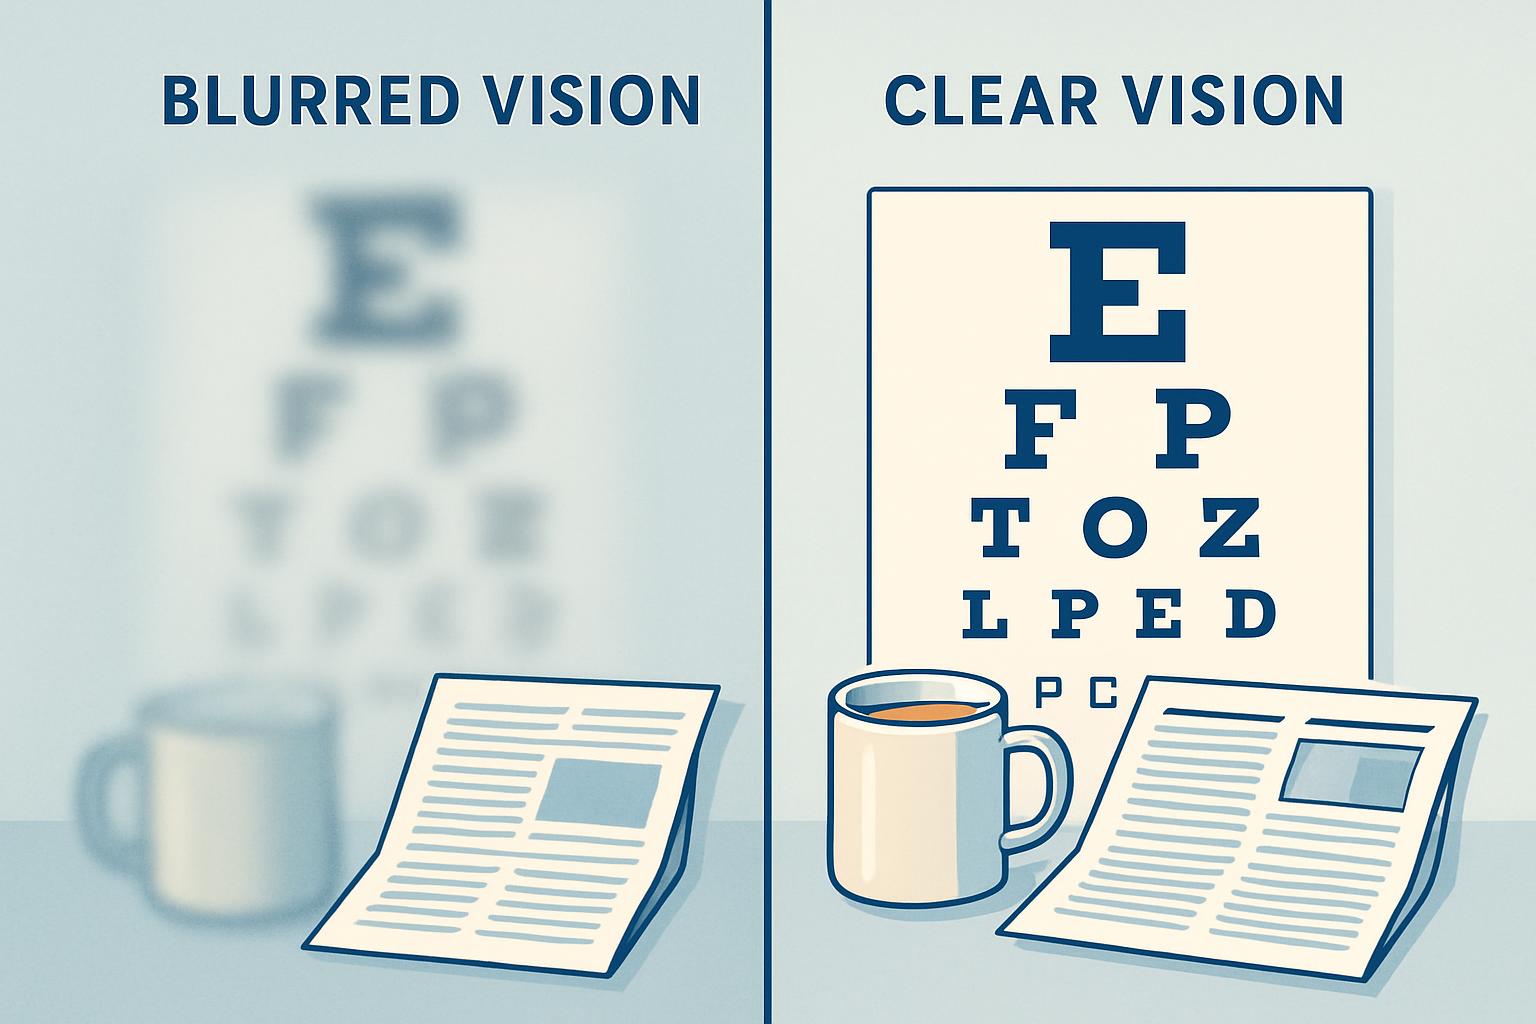 BLURRED VISION
E
F P
T O Z
L P E D
CLEAR VISION
E
F P
T O Z
L P E D
P C